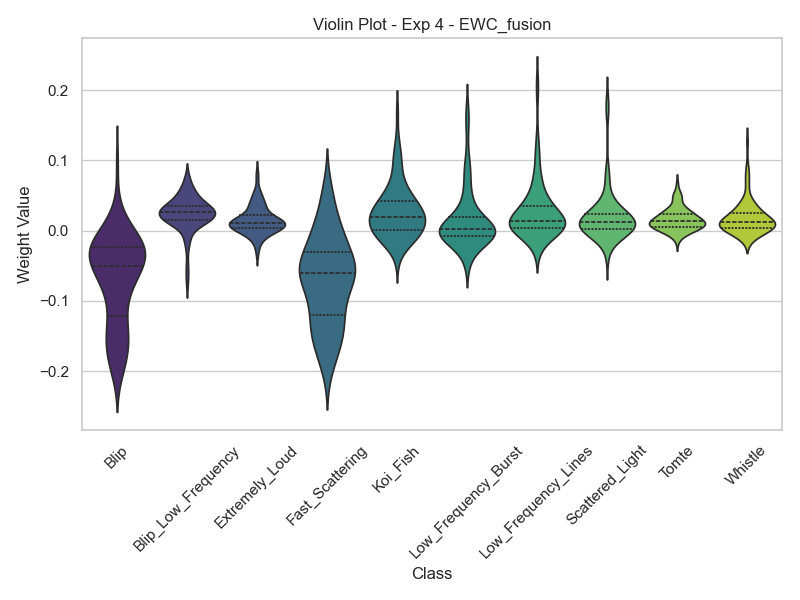 Violin Plot - Exp 4 - EWC_fusion
Weight Value
0.2
0.1
0.0
−0.1
−0.2
Blip
Blip_Low_Frequency
Extremely_Loud
Fast_Scattering
Koi_Fish
Low_Frequency_Burst
Low_Frequency_Lines
Scattered_Light
Tomte
Whistle
Class